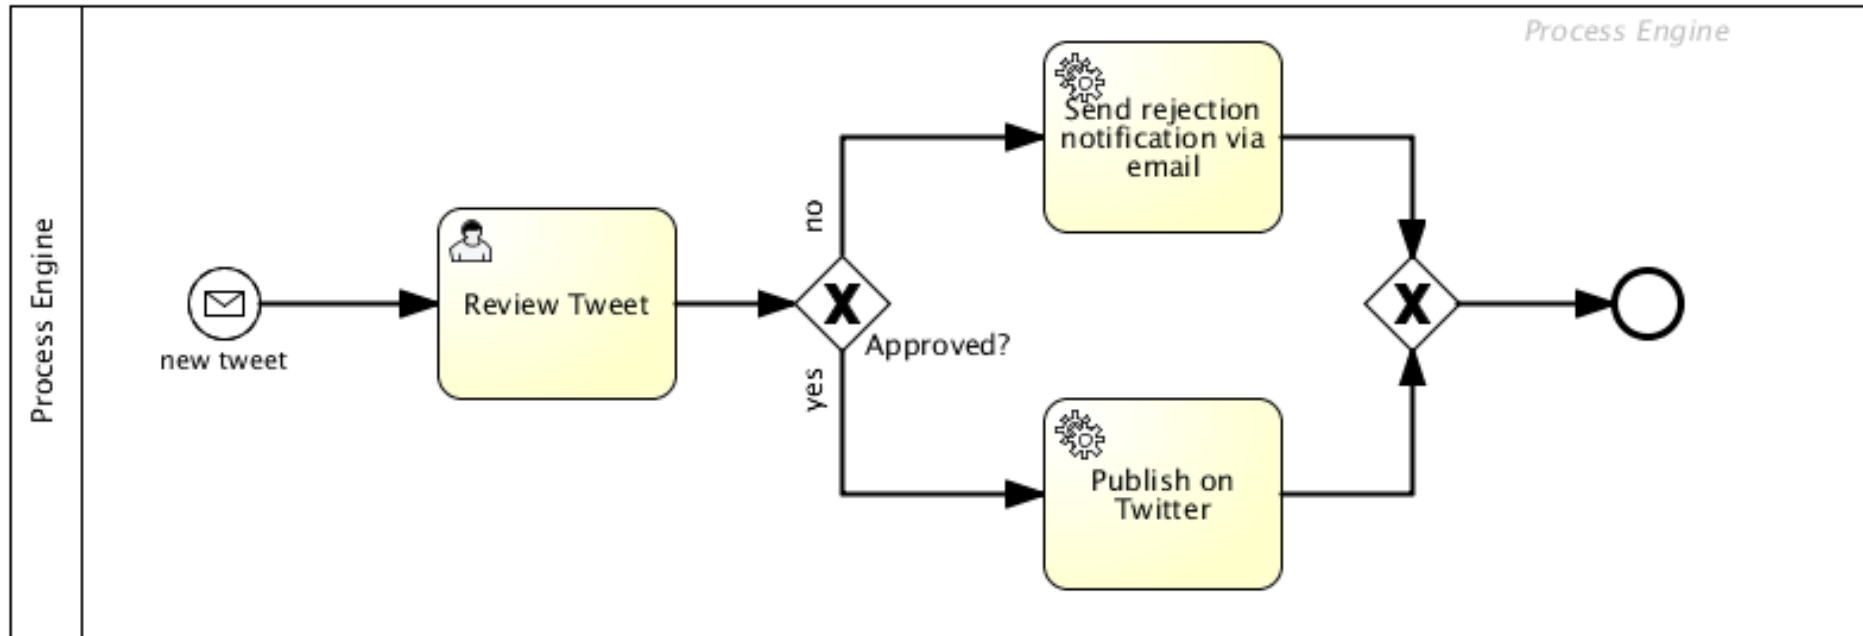 Process Engine
Process Engine
new tweet
Review Tweet
no
yes
Approved?
Send rejection
notification via
email
Publish on
Twitter